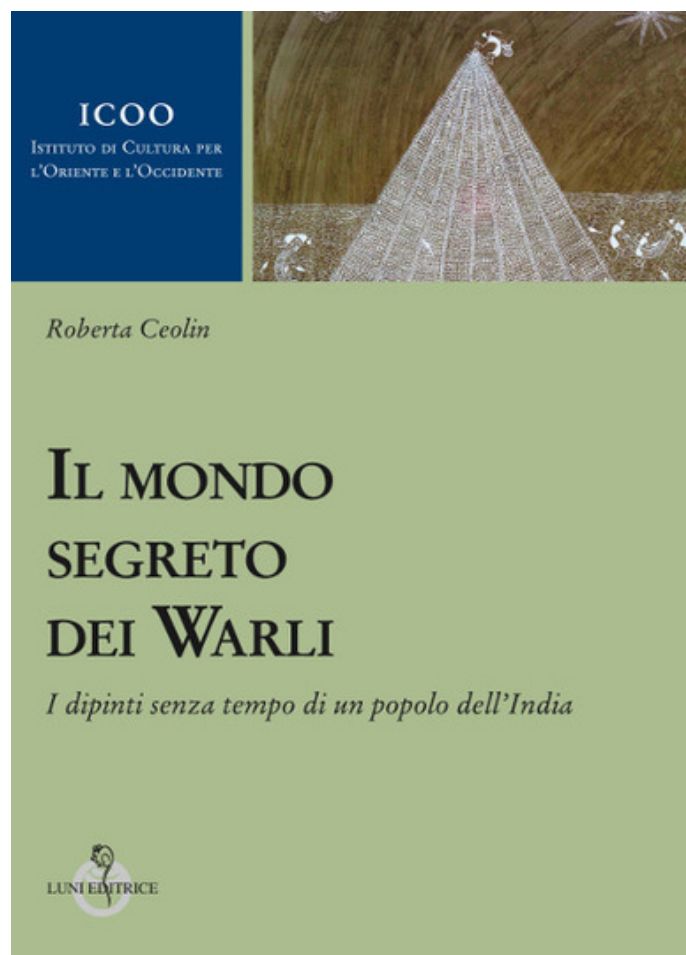 ICOO
Istituto di Cultura per
l'Oriente e l'Occidente
Roberta Ceolin
Il mondo
segreto
dei Warli
I dipinti senza tempo di un popolo dell'India
LUNI EDITRICE